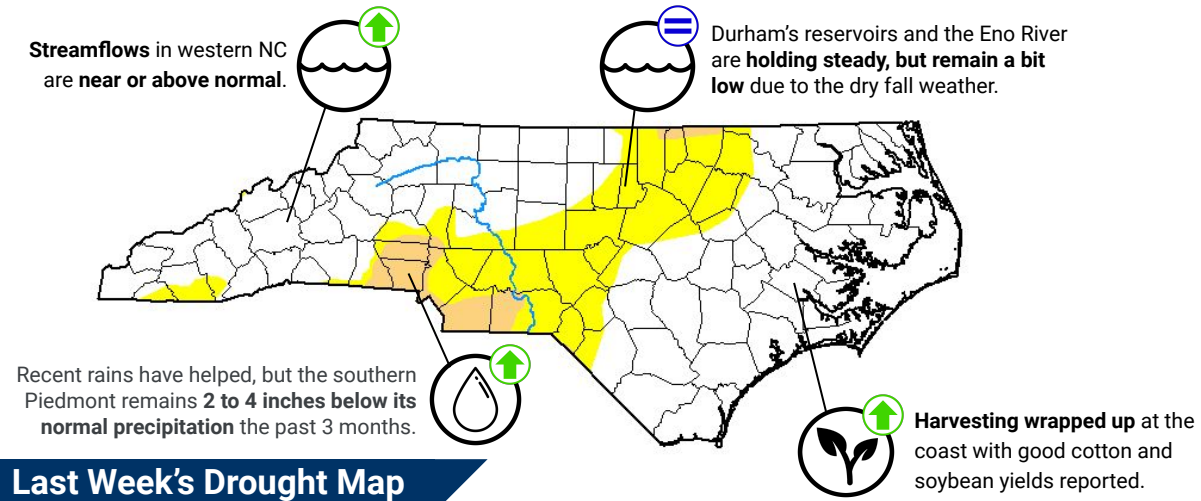 Streamflows in western NC
are near or above normal.
Durham's reservoirs and the Eno River
are holding steady, but remain a bit
low due to the dry fall weather.
Recent rains have helped, but the southern
Piedmont remains 2 to 4 inches below its
normal precipitation the past 3 months.
Harvesting wrapped up at the
coast with good cotton and
soybean yields reported.
Last Week's Drought Map